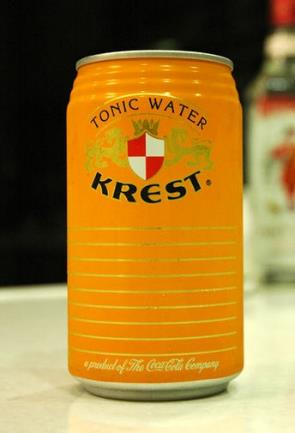 TONIC WATER
KREST®
a product of The Coca-Cola Company